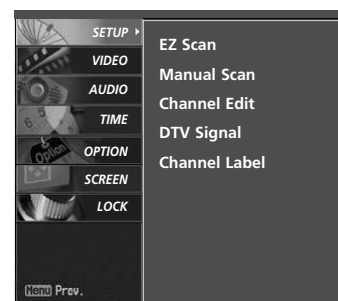 SETUP
VIDEO
AUDIO
TIME
OPTION
SCREEN
LOCK
Menu Prev.
EZ Scan
Manual Scan
Channel Edit
DTV Signal
Channel Label